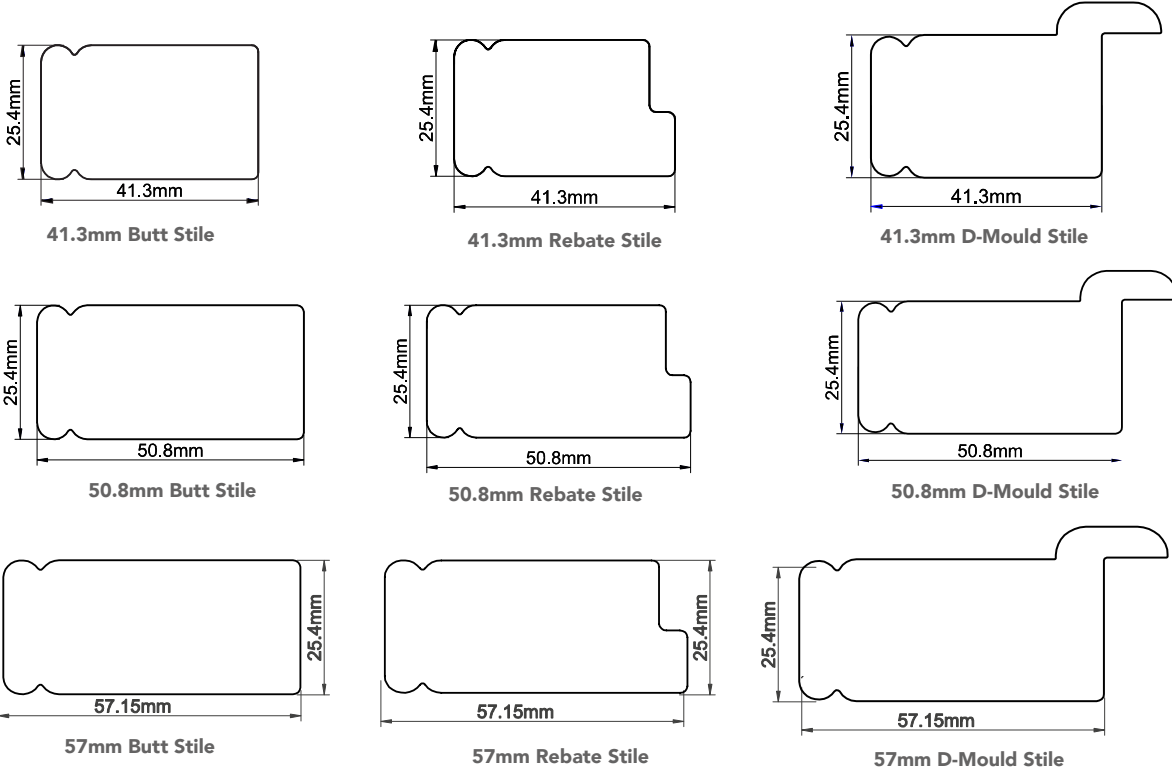 25.4mm
41.3mm
41.3mm Butt Stile
25.4mm
41.3mm
41.3mm Rebate Stile
25.4mm
41.3mm
41.3mm D-Mould Stile
25.4mm
50.8mm
50.8mm Butt Stile
25.4mm
50.8mm
50.8mm Rebate Stile
25.4mm
50.8mm
50.8mm D-Mould Stile
25.4mm
57.15mm
57mm Butt Stile
25.4mm
57.15mm
57mm Rebate Stile
25.4mm
57.15mm
57mm D-Mould Stile